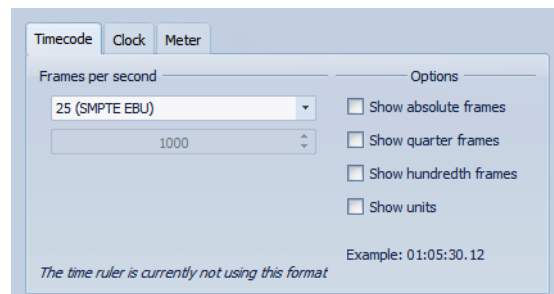 Timecode Clock Meter
Frames per second
25 (SMPTE EBU)
1000
The time ruler is currently not using this format
Options
Show absolute frames
Show quarter frames
Show hundredth frames
Show units
Example: 01:05:30.12